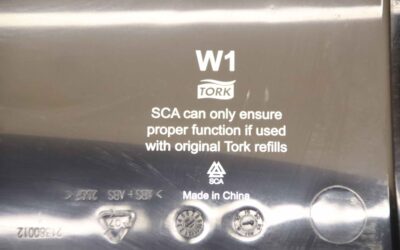 W1
TORK
SCA can only ensure
proper function if used
with original Tork refills
SCA
Made in China